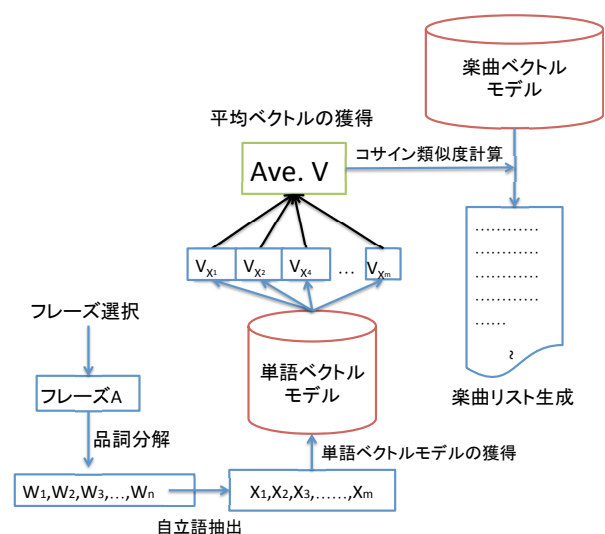 楽曲ベクトル
モデル
平均ベクトルの獲得
コサイン類似度計算
Ave. V
VX1 VX2 VX4 … VXm
フレーズ選択
単語ベクトル
モデル
フレーズA
楽曲リスト生成
品詞分解
単語ベクトルモデルの獲得
W1,W2,W3,...,Wn
X1,X2,X3,......,Xm
自立語抽出
…………
…………
…………
…………
……
~